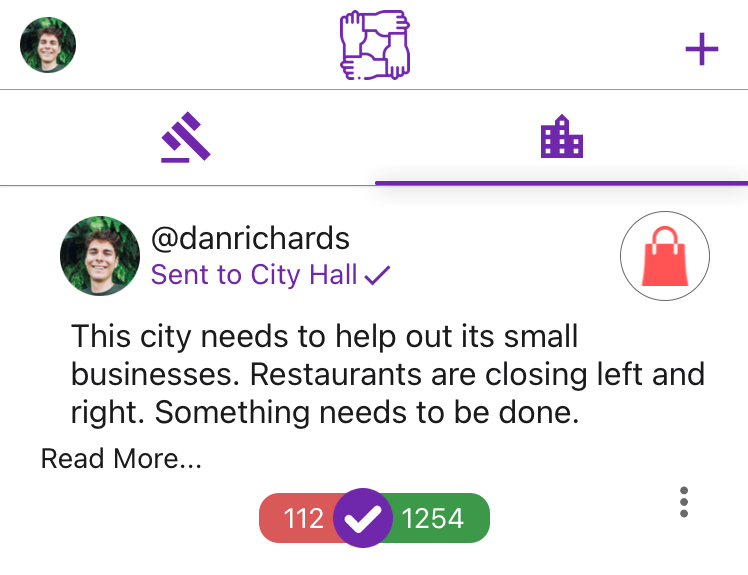 @danrichards
Sent to City Hall
This city needs to help out its small
businesses. Restaurants are closing left and
right. Something needs to be done.
Read More...
112 1254